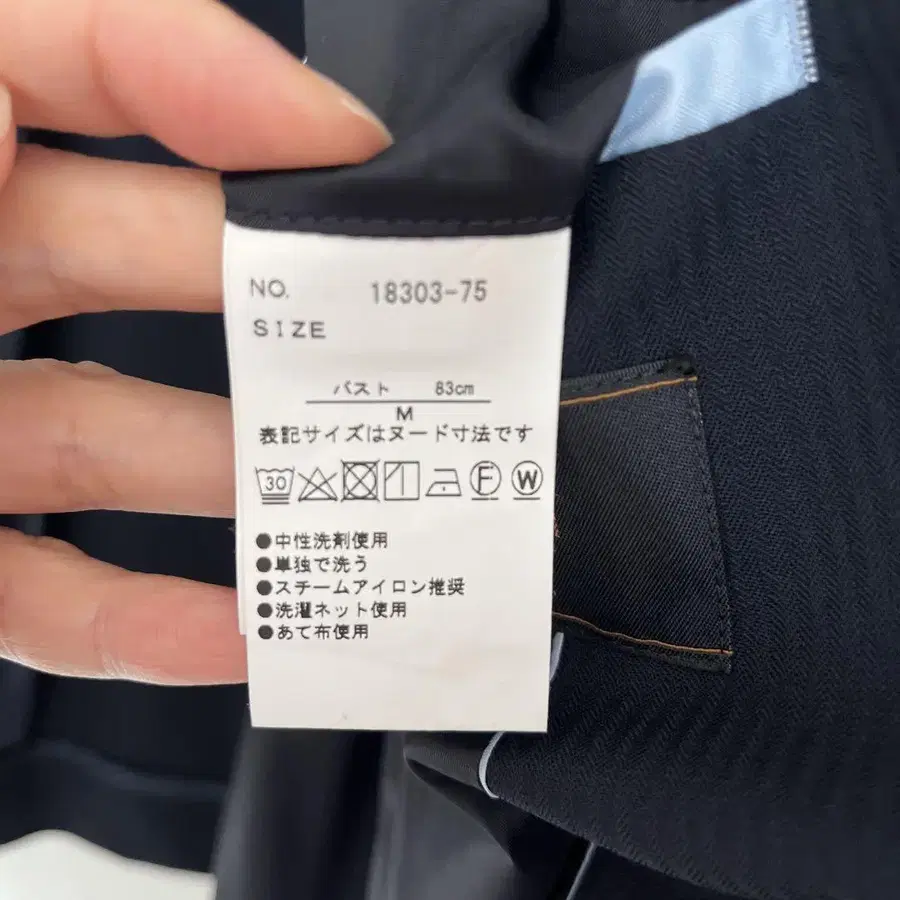 NO. 18303-75
SIZE
バスト 83cm
M
表記サイズはヌード寸法です
30 F W
●中性洗剤使用
●単独で洗う
●スチームアイロン推奨
●洗濯ネット使用
●あて布使用